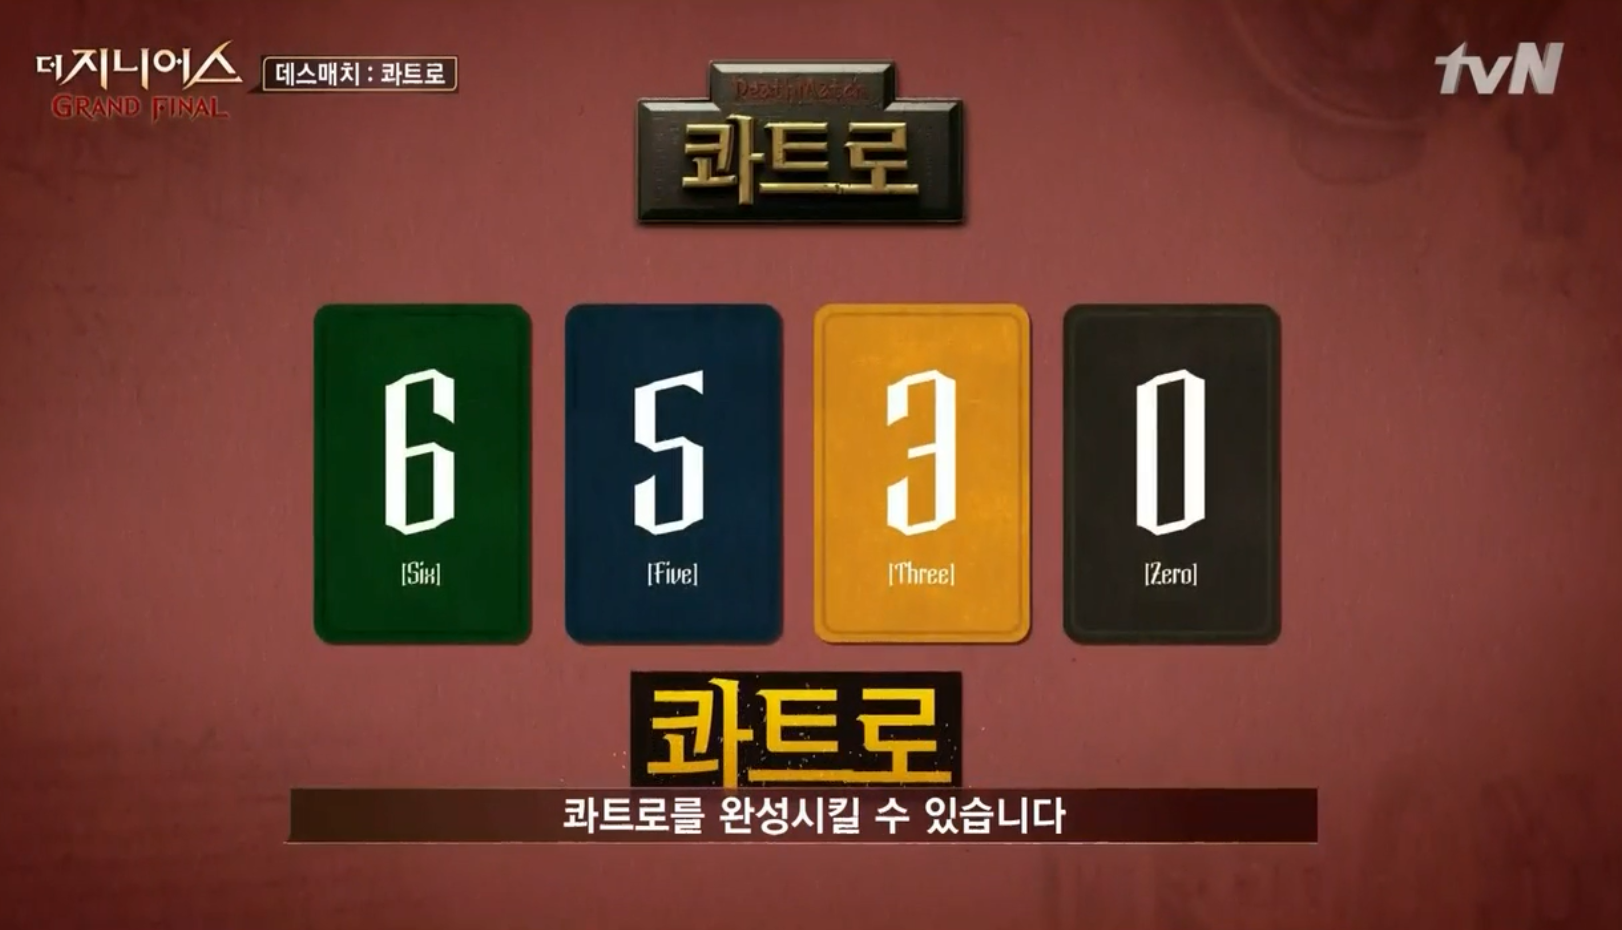 더 지니어스
GRAND FINAL
데스매치 : 콰트로
tvN
Death Match
콰트로
6
[Six]
5
[Five]
3
[Three]
0
[Zero]
콰트로
콰트로를 완성시킬 수 있습니다